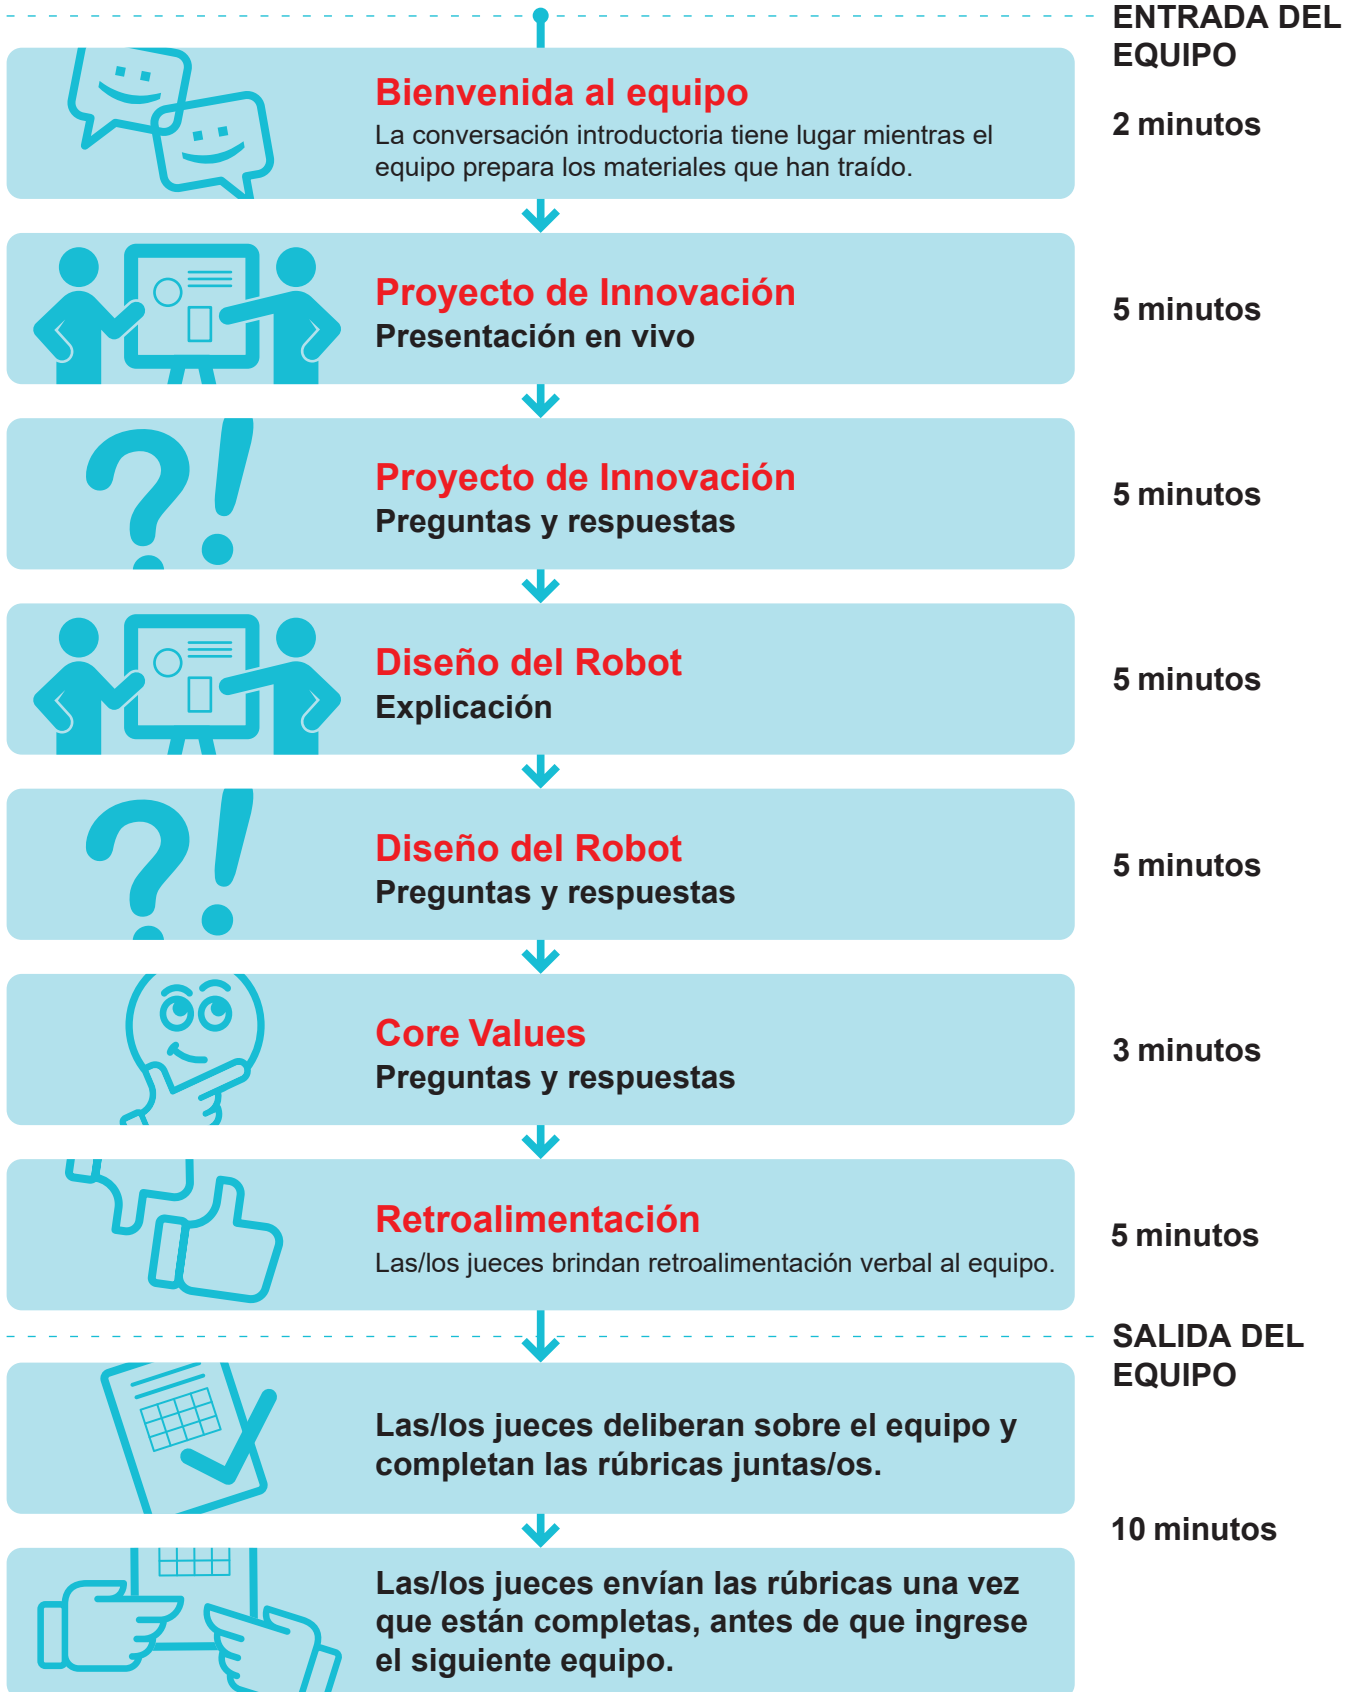 ENTRADA DEL
EQUIPO
Bienvenida al equipo
La conversación introductoria tiene lugar mientras el
equipo prepara los materiales que han traído.
2 minutos
Proyecto de Innovación
Presentación en vivo
5 minutos
Proyecto de Innovación
Preguntas y respuestas
5 minutos
Diseño del Robot
Explicación
5 minutos
Diseño del Robot
Preguntas y respuestas
5 minutos
Core Values
Preguntas y respuestas
3 minutos
Retroalimentación
Las/los jueces brindan retroalimentación verbal al equipo.
5 minutos
SALIDA DEL
EQUIPO
Las/los jueces deliberan sobre el equipo y
completan las rúbricas juntas/os.
10 minutos
Las/los jueces envían las rúbricas una vez
que están completas, antes de que ingrese
el siguiente equipo.